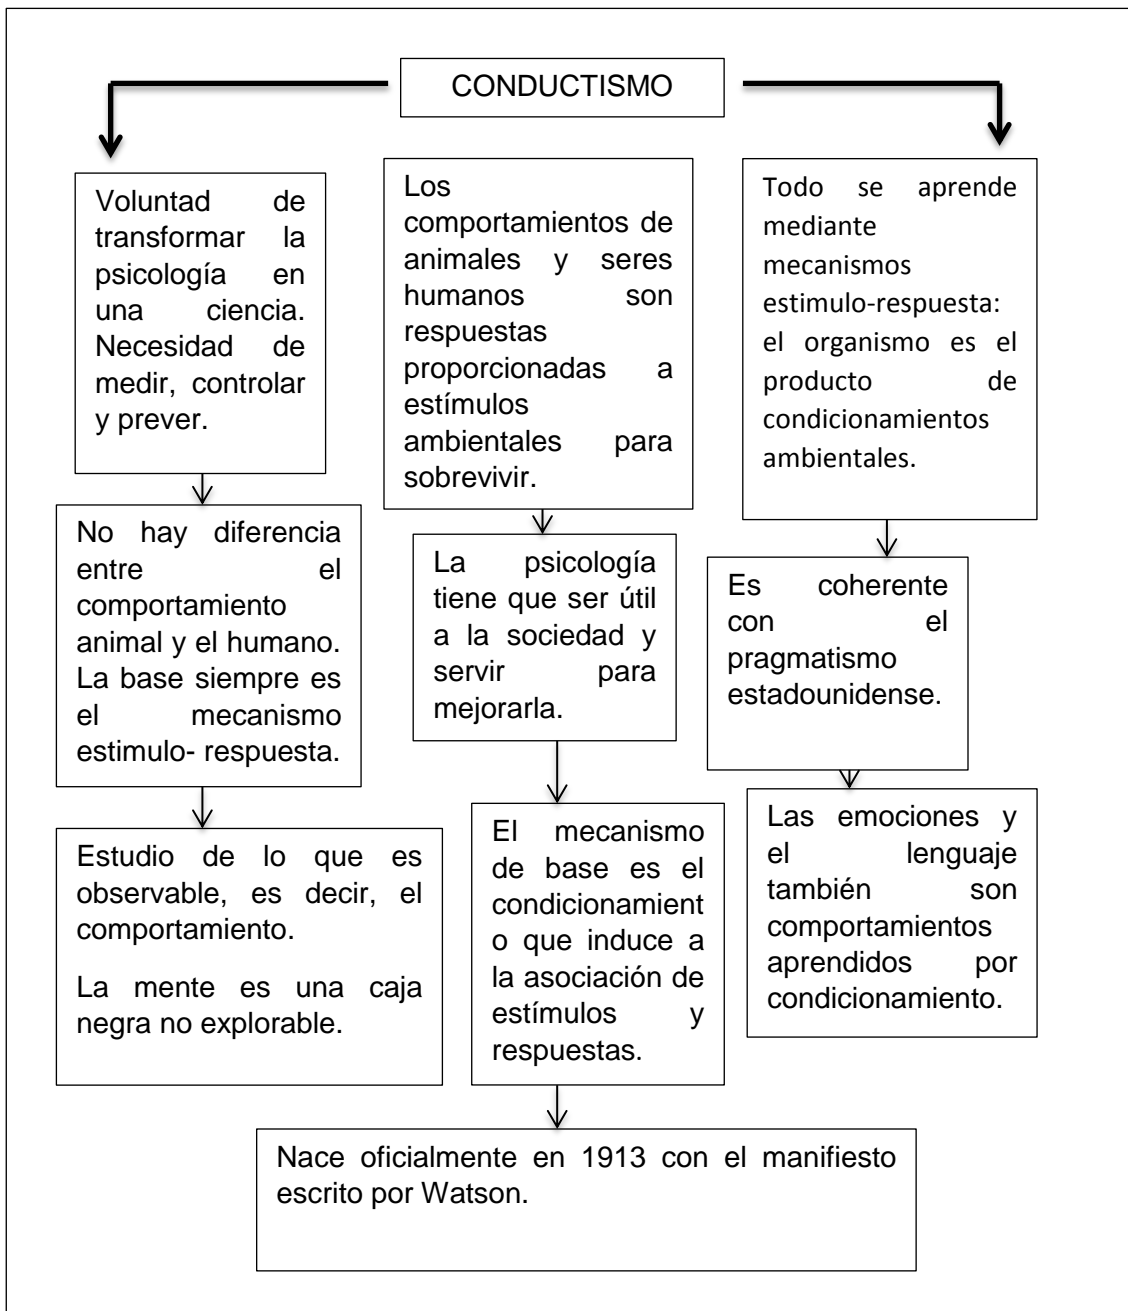 CONDUCTISMO
Voluntad de
transformar la
psicología en
una ciencia.
Necesidad de
medir, controlar
y prever.
Los
comportamientos de
animales y seres
humanos son
respuestas
proporcionadas a
estímulos
ambientales para
sobrevivir.
Todo se aprende
mediante
mecanismos
estimulo-respuesta:
el organismo es el
producto de
condicionamientos
ambientales.
No hay diferencia
entre el
comportamiento
animal y el humano.
La base siempre es
el mecanismo
estimulo- respuesta.
La psicología
tiene que ser útil
a la sociedad y
servir para
mejorarla.
Es coherente
con el
pragmatismo
estadounidense.
Estudio de lo que es
observable, es decir, el
comportamiento.
La mente es una caja
negra no explorable.
El mecanismo
de base es el
condicionamient
o que induce a
la asociación de
estímulos y
respuestas.
Las emociones y
el lenguaje
también son
comportamientos
aprendidos por
condicionamiento.
Nace oficialmente en 1913 con el manifiesto
escrito por Watson.